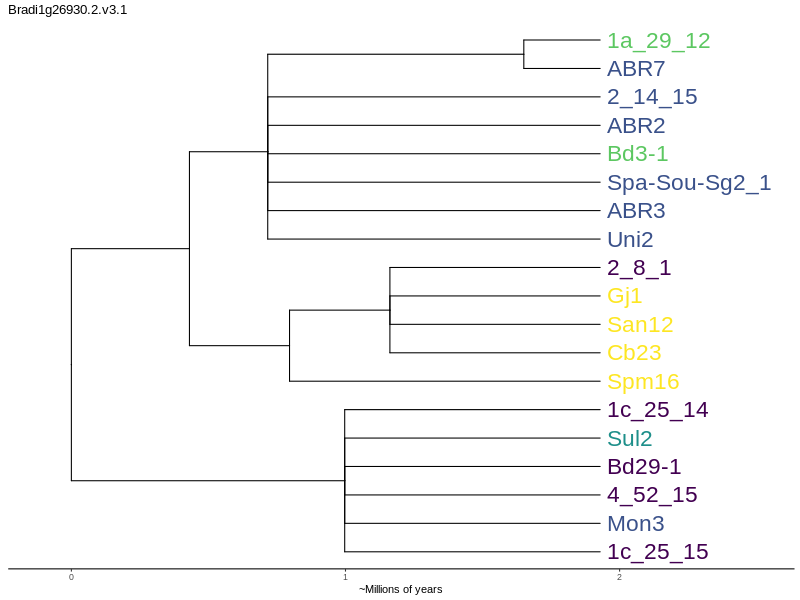 Bradi1g26930.2.v3.1
1a_29_12
ABR7
2_14_15
ABR2
Bd3-1
Spa-Sou-Sg2_1
ABR3
Uni2
2_8_1
Gj1
San12
Cb23
Spm16
1c_25_14
Sul2
Bd29-1
4_52_15
Mon3
1c_25_15
0 1 2
~Millions of years